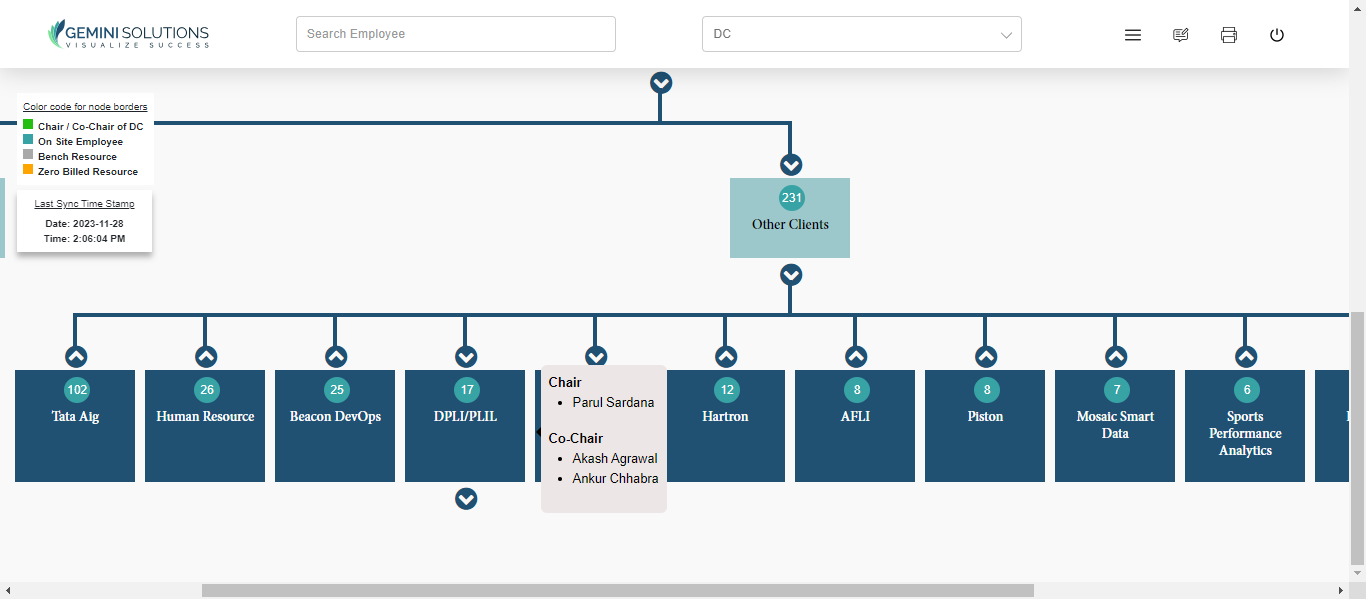 GEMINI SOLUTIONS
VISUALIZE SUCCESS
Search Employee
DC
Color code for node borders
Chair / Co-Chair of DC
On Site Employee
Bench Resource
Zero Billed Resource
Last Sync Time Stamp
Date: 2023-11-28
Time: 2:06:04 PM
231
Other Clients
102
Tata Aig
26
Human Resource
25
Beacon DevOps
17
DPLI/PLIL
Chair
Parul Sardana
Co-Chair
Akash Agrawal
Ankur Chhabra
12
Hartron
8
AFLI
8
Piston
7
Mosaic Smart
Data
6
Sports
Performance
Analytics